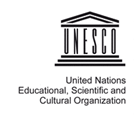 UNESCO
United Nations
Educational, Scientific and
Cultural Organization